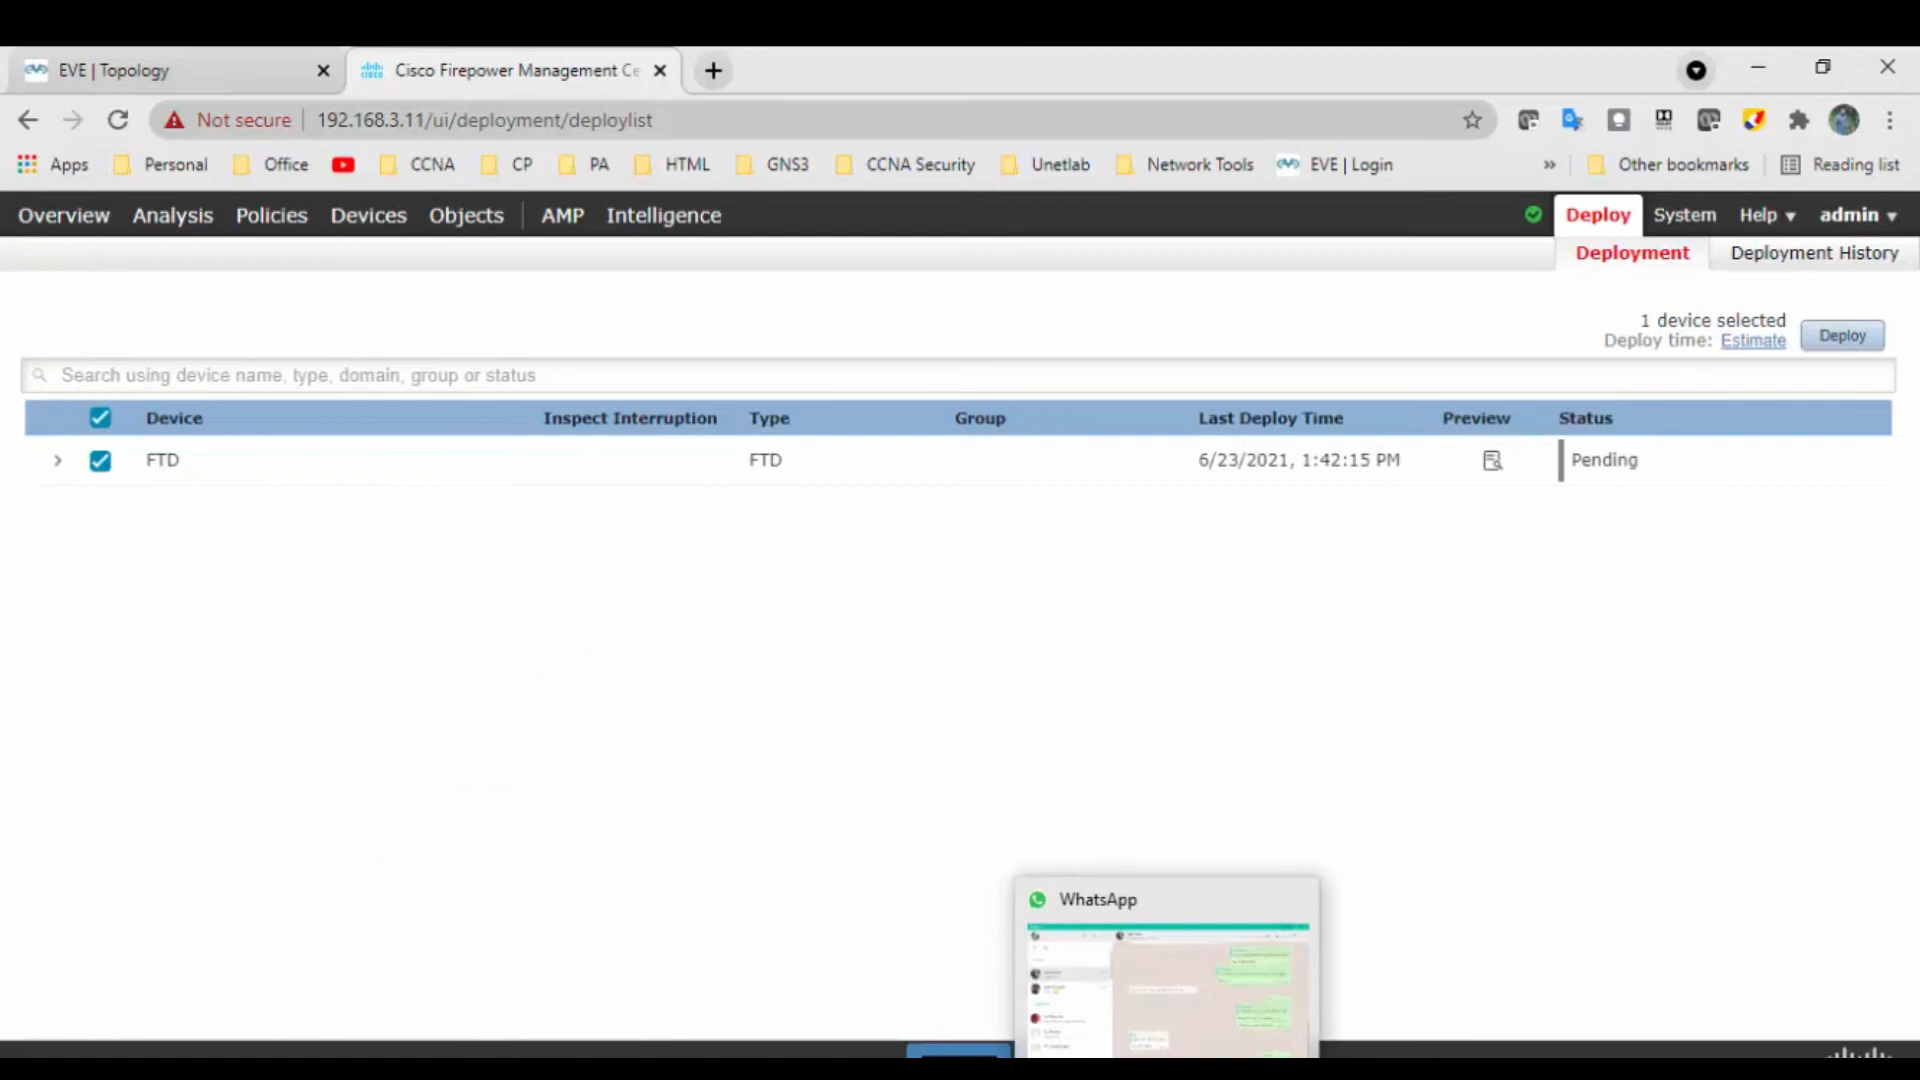 EVE | Topology
Cisco Firepower Management Ce
Not secure 192.168.3.11/ui/deployment/deploylist
Apps Personal Office CCNA CP PA HTML GNS3 CCNA Security Unetlab Network Tools EVE | Login » Other bookmarks Reading list
Overview Analysis Policies Devices Objects AMP Intelligence Deploy System Help admin
Deployment Deployment History
1 device selected
Deploy time: Estimate
Deploy
Search using device name, type, domain, group or status
Device Inspect Interruption Type Group Last Deploy Time Preview Status
FTD FTD 6/23/2021, 1:42:15 PM Pending
WhatsApp